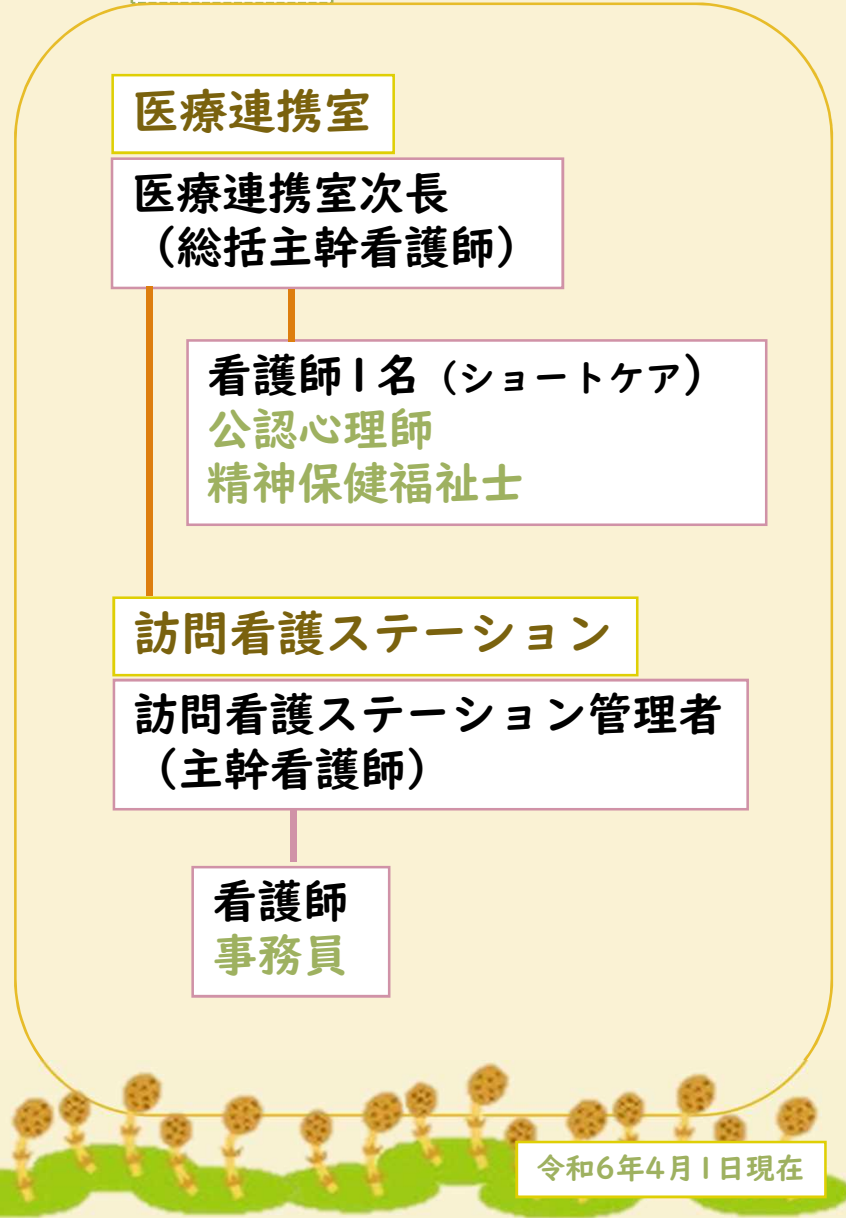 医療連携室
医療連携室次長
（総括主幹看護師）
看護師1名（ショートケア）
公認心理師
精神保健福祉士
訪問看護ステーション
訪問看護ステーション管理者
（主幹看護師）
看護師
事務員
令和6年4月1日現在